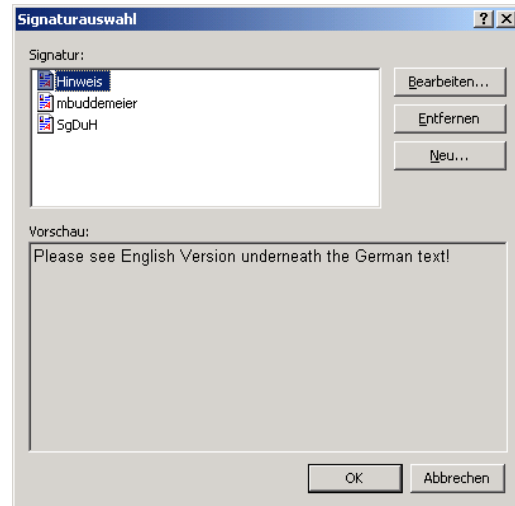 Signaturauswahl
Signatur:
Hinweis
mbuddemeier
SgDuH
Bearbeiten...
Entfernen
Neu...
Vorschau:
Please see English Version underneath the German text!
OK
Abbrechen